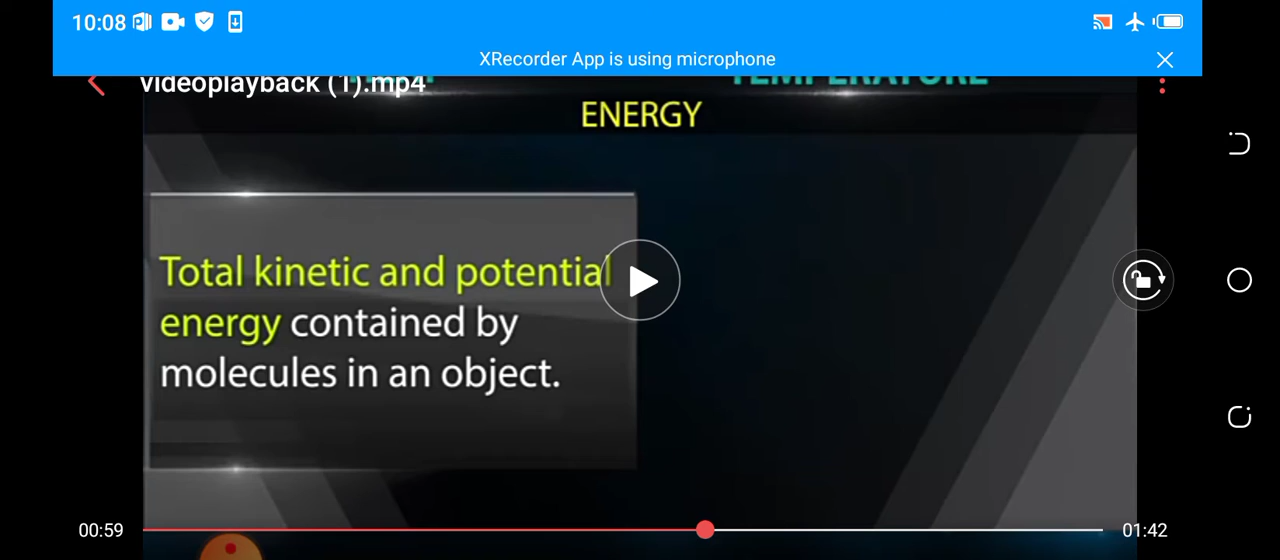 10:08
XRecorder App is using microphone
videoplayback (1).mp4
TEMPERATURE
ENERGY
Total kinetic and potential
energy contained by
molecules in an object.
00:59
01:42